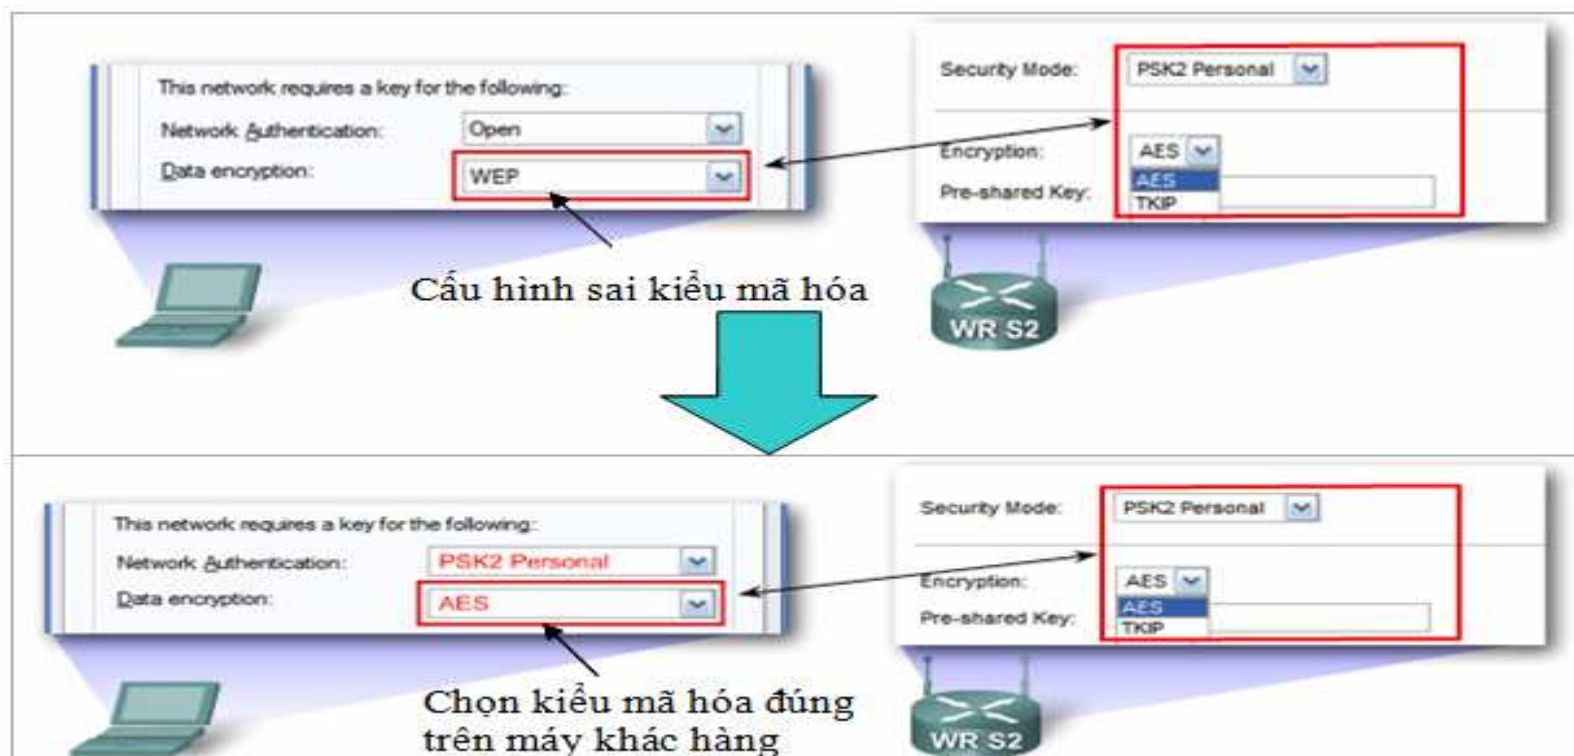 This network requires a key for the following:
Network Authentication: Open
Data encryption: WEP
Security Mode: PSK2 Personal
Encryption: AES
AES
Pre-shared Key:
TKIP
Cấu hình sai kiểu mã hóa
WR S2
This network requires a key for the following:
Network Authentication: PSK2 Personal
Data encryption: AES
Security Mode: PSK2 Personal
Encryption: AES
AES
Pre-shared Key:
TKIP
Chọn kiểu mã hóa đúng
trên máy khác hàng
WR S2